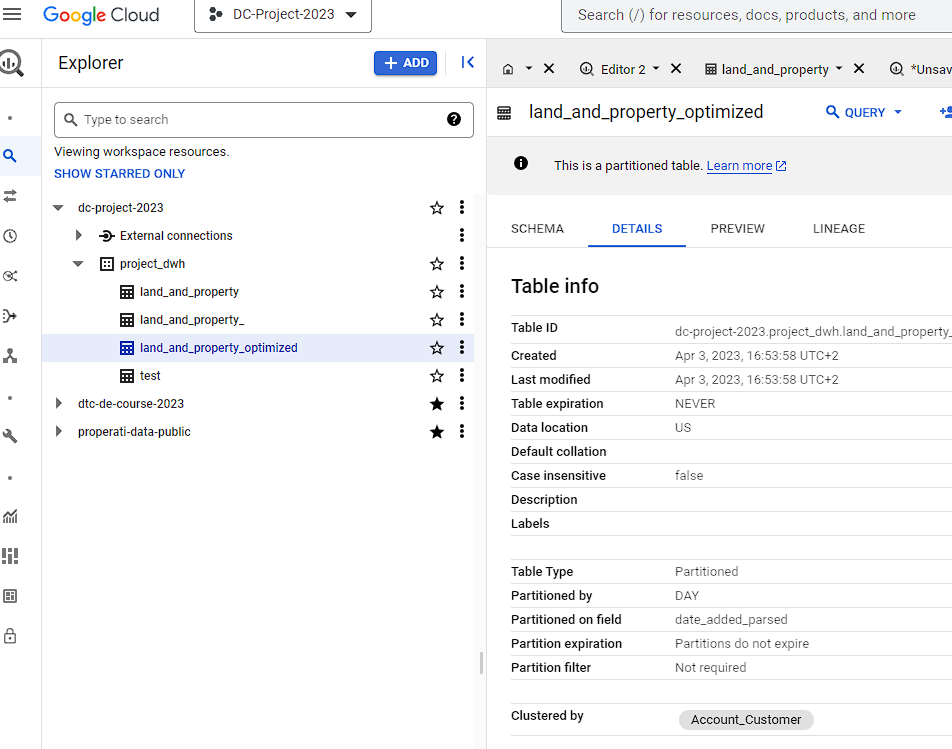 Google Cloud
DC-Project-2023
Search (/) for resources, docs, products, and more
Explorer
+ ADD
Type to search
Viewing workspace resources.
SHOW STARRED ONLY
dc-project-2023
External connections
project_dwh
land_and_property
land_and_property_
land_and_property_optimized
test
dtc-de-course-2023
properati-data-public
Editor 2
land_and_property
*Unsav
land_and_property_optimized
QUERY
This is a partitioned table. Learn more
SCHEMA DETAILS PREVIEW LINEAGE
Table info
Table ID dc-project-2023.project_dwh.land_and_property_
Created Apr 3, 2023, 16:53:58 UTC+2
Last modified Apr 3, 2023, 16:53:58 UTC+2
Table expiration NEVER
Data location US
Default collation
Case insensitive false
Description
Labels
Table Type Partitioned
Partitioned by DAY
Partitioned on field date_added_parsed
Partition expiration Partitions do not expire
Partition filter Not required
Clustered by Account_Customer